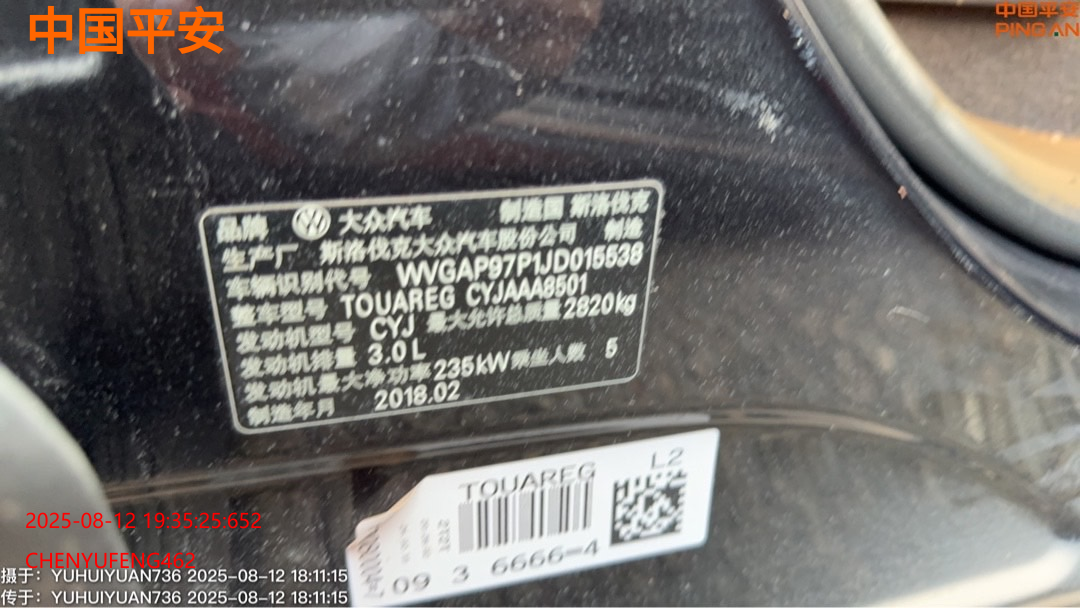 中国平安
中国平安
PING AN
品牌 大众汽车 制造国 斯洛伐克
生产厂 斯洛伐克大众汽车股份公司 制造
车辆识别代号 WVGAP97P1JD015538
整车型号 TOUAREG CYJAAA8501
发动机型号 CYJ 最大允许总质量 2820kg
发动机排量 3.0L
发动机最大净功率 235kW 乘坐人数 5
制造年月 2018.02
TOUAREG L2
09 3 6666-4
2025-08-12 19:35:25:652
CHENYUFENG462
摄于: YUHUIYUAN736 2025-08-12 18:11:15
传于: YUHUIYUAN736 2025-08-12 18:11:15